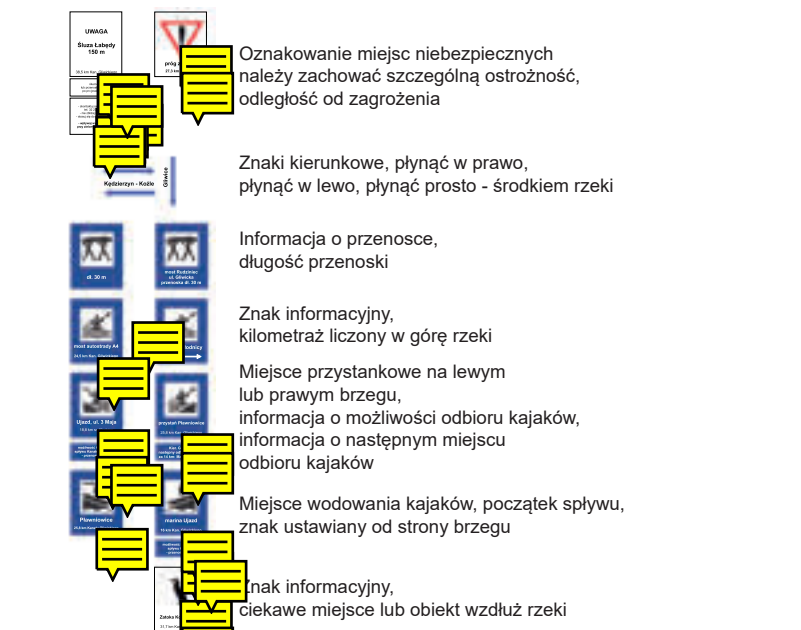 UWAGA
Śluza Łabędy
150 m
Oznakowanie miejsc niebezpiecznych
należy zachować szczególną ostrożność,
odległość od zagrożenia
Kędzierzyn - Koźle
Gliwice
Znaki kierunkowe, płynąć w prawo,
płynąć w lewo, płynąć prosto - środkiem rzeki
dł. 30 m
most Rudziniec
ul. Gliwicka
przenoska dł. 30 m
Informacja o przenosce,
długość przenoski
most autostrady A4
Znak informacyjny,
kilometraż liczony w górę rzeki
Ujazd, ul. 3 Maja
przystań Pławniowice
Miejsce przystankowe na lewym
lub prawym brzegu,
informacja o możliwości odbioru kajaków,
informacja o następnym miejscu
odbioru kajaków
Pławniowice
marina Ujazd
Miejsce wodowania kajaków, początek spływu,
znak ustawiany od strony brzegu
Znak informacyjny,
ciekawe miejsce lub obiekt wzdłuż rzeki